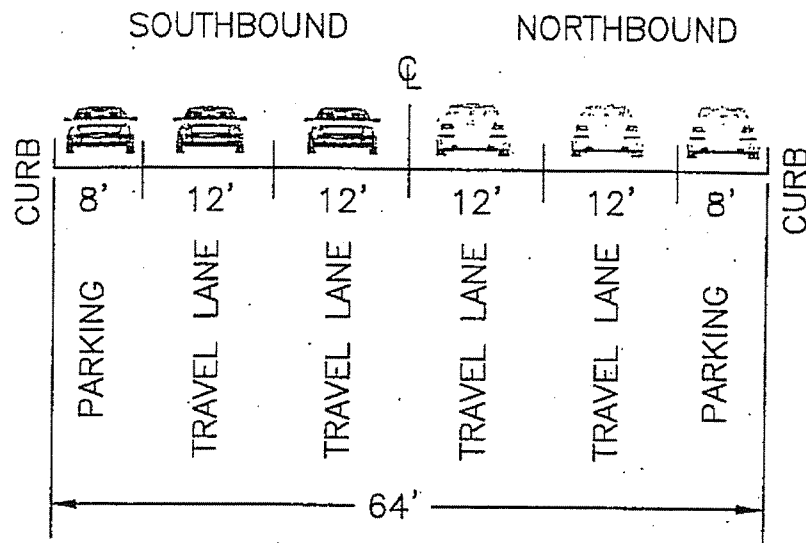 SOUTHBOUND NORTHBOUND
℄
CURB 8' 12' 12' 12' 12' 8' CURB
PARKING TRAVEL LANE TRAVEL LANE TRAVEL LANE TRAVEL LANE PARKING
64'